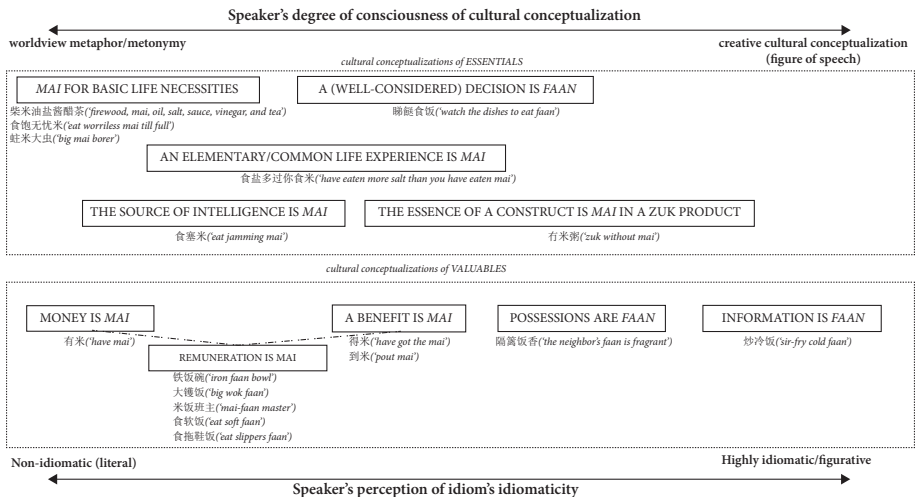 Speaker's degree of consciousness of cultural conceptualization
worldview metaphor/metonymy
creative cultural conceptualization
(figure of speech)
cultural conceptualizations of ESSENTIALS
MAI FOR BASIC LIFE NECESSITIES
A (WELL-CONSIDERED) DECISION IS FAAN
柴米油盐酱醋茶('firewood, mai, oil, salt, sauce, vinegar, and tea')
食饱无忧米('eat worriless mai till full')
蛀米大虫('big mai borer')
睇餸食饭('watch the dishes to eat faan')
AN ELEMENTARY/COMMON LIFE EXPERIENCE IS MAI
食盐多过你食米('have eaten more salt than you have eaten mai')
THE SOURCE OF INTELLIGENCE IS MAI
THE ESSENCE OF A CONSTRUCT IS MAI IN A ZUK PRODUCT
食塞米('eat jamming mai')
冇米粥('zuk without mai')
cultural conceptualizations of VALUABLES
MONEY IS MAI
A BENEFIT IS MAI
POSSESSIONS ARE FAAN
INFORMATION IS FAAN
有米('have mai')
得米('have got the mai')
到米('pout mai')
隔篱饭香('the neighbor's faan is fragrant')
炒冷饭('sir-fry cold faan')
REMUNERATION IS MAI
铁饭碗('iron faan bowl')
大镬饭('big wok faan')
米饭班主('mai-faan master')
食软饭('eat soft faan')
食拖鞋饭('eat slippers faan')
Non-idiomatic (literal)
Highly idiomatic/figurative
Speaker's perception of idiom's idiomaticity